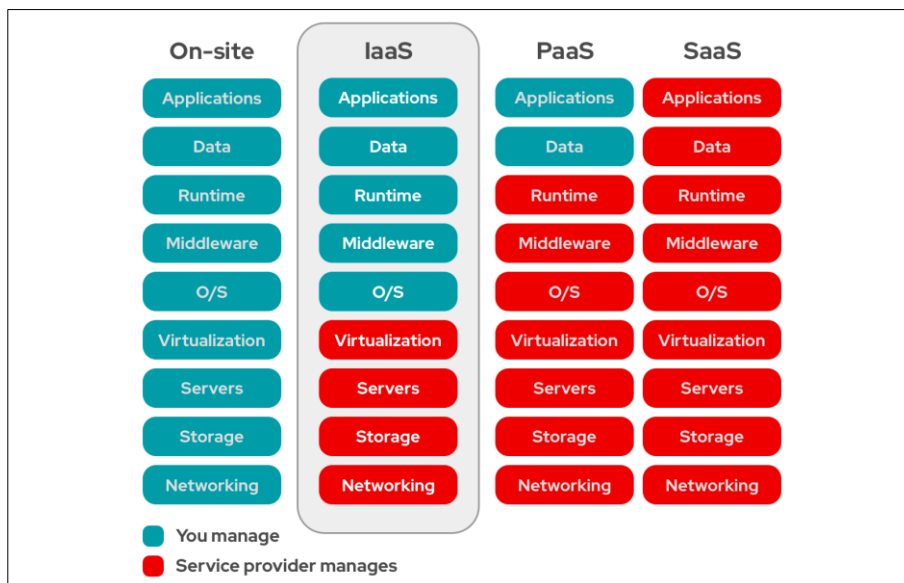 On-site IaaS PaaS SaaS
Applications Applications Applications Applications
Data Data Data Data
Runtime Runtime Runtime Runtime
Middleware Middleware Middleware Middleware
O/S O/S O/S O/S
Virtualization Virtualization Virtualization Virtualization
Servers Servers Servers Servers
Storage Storage Storage Storage
Networking Networking Networking Networking
You manage
Service provider manages